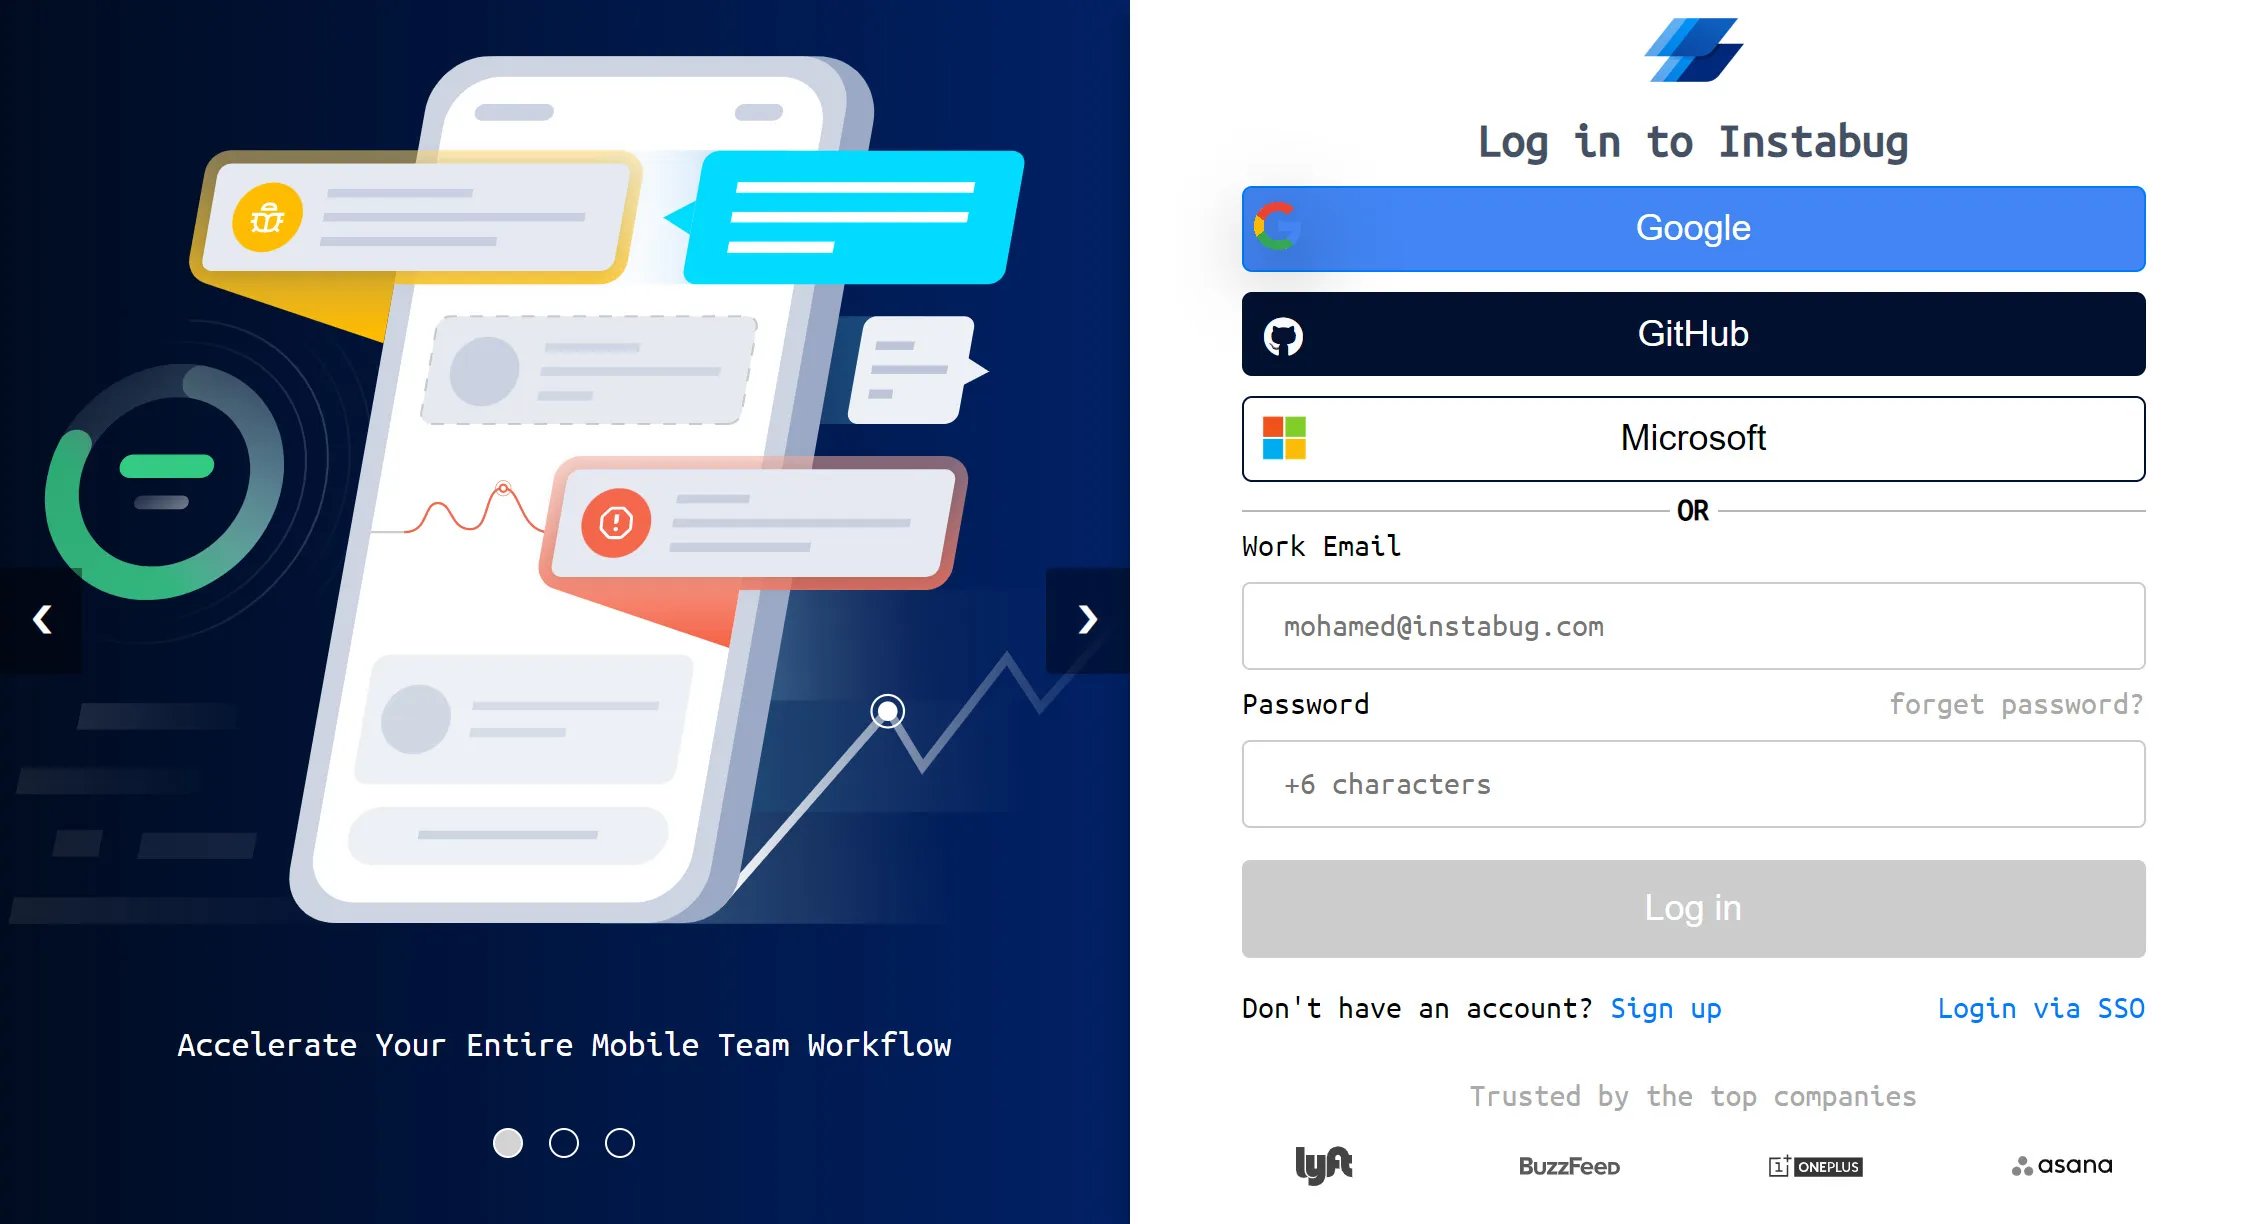 Accelerate Your Entire Mobile Team Workflow
Log in to Instabug
Google
GitHub
Microsoft
OR
Work Email
mohamed@instabug.com
Password forget password?
+6 characters
Log in
Don't have an account? Sign up Login via SSO
Trusted by the top companies
lyft BuzzFeed 1+ ONEPLUS asana